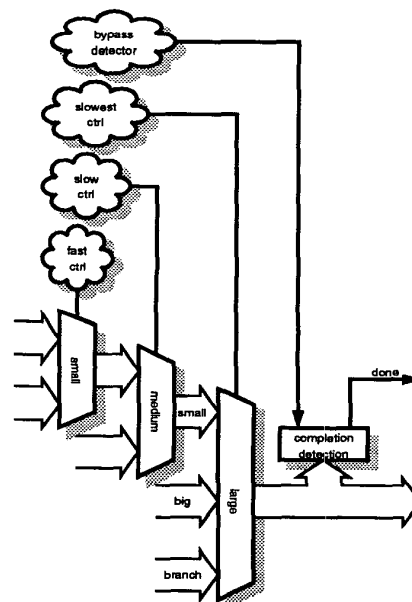 bypass
detector
slowest
ctrl
slow
ctrl
fast
ctrl
small
medium
small
large
done
completion
detection
big
branch